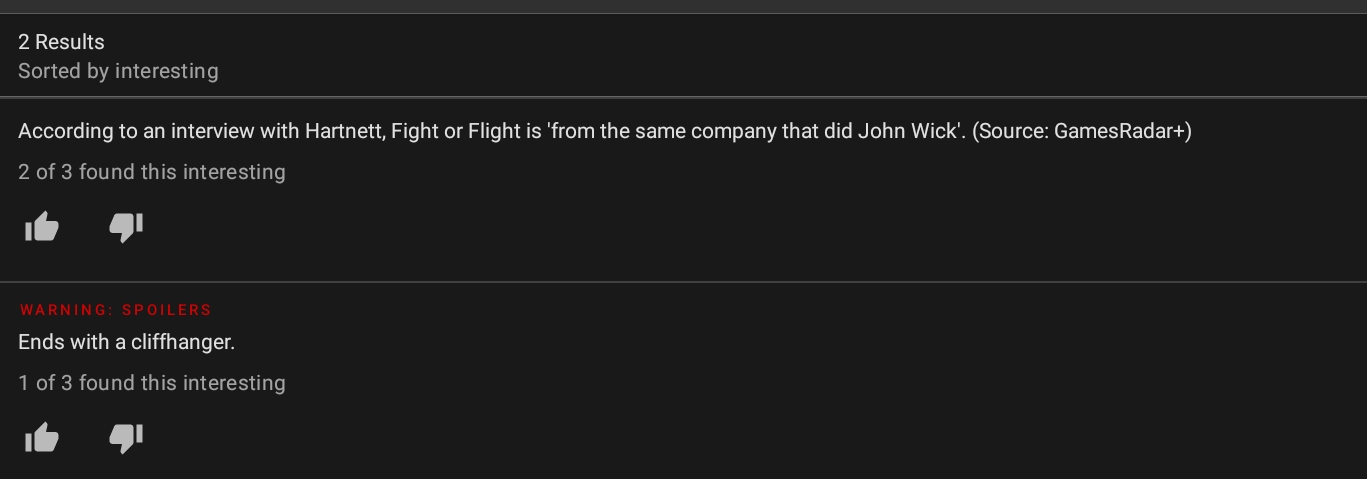 2 Results
Sorted by interesting
According to an interview with Hartnett, Fight or Flight is 'from the same company that did John Wick'. (Source: GamesRadar+)
2 of 3 found this interesting
WARNING: SPOILERS
Ends with a cliffhanger.
1 of 3 found this interesting